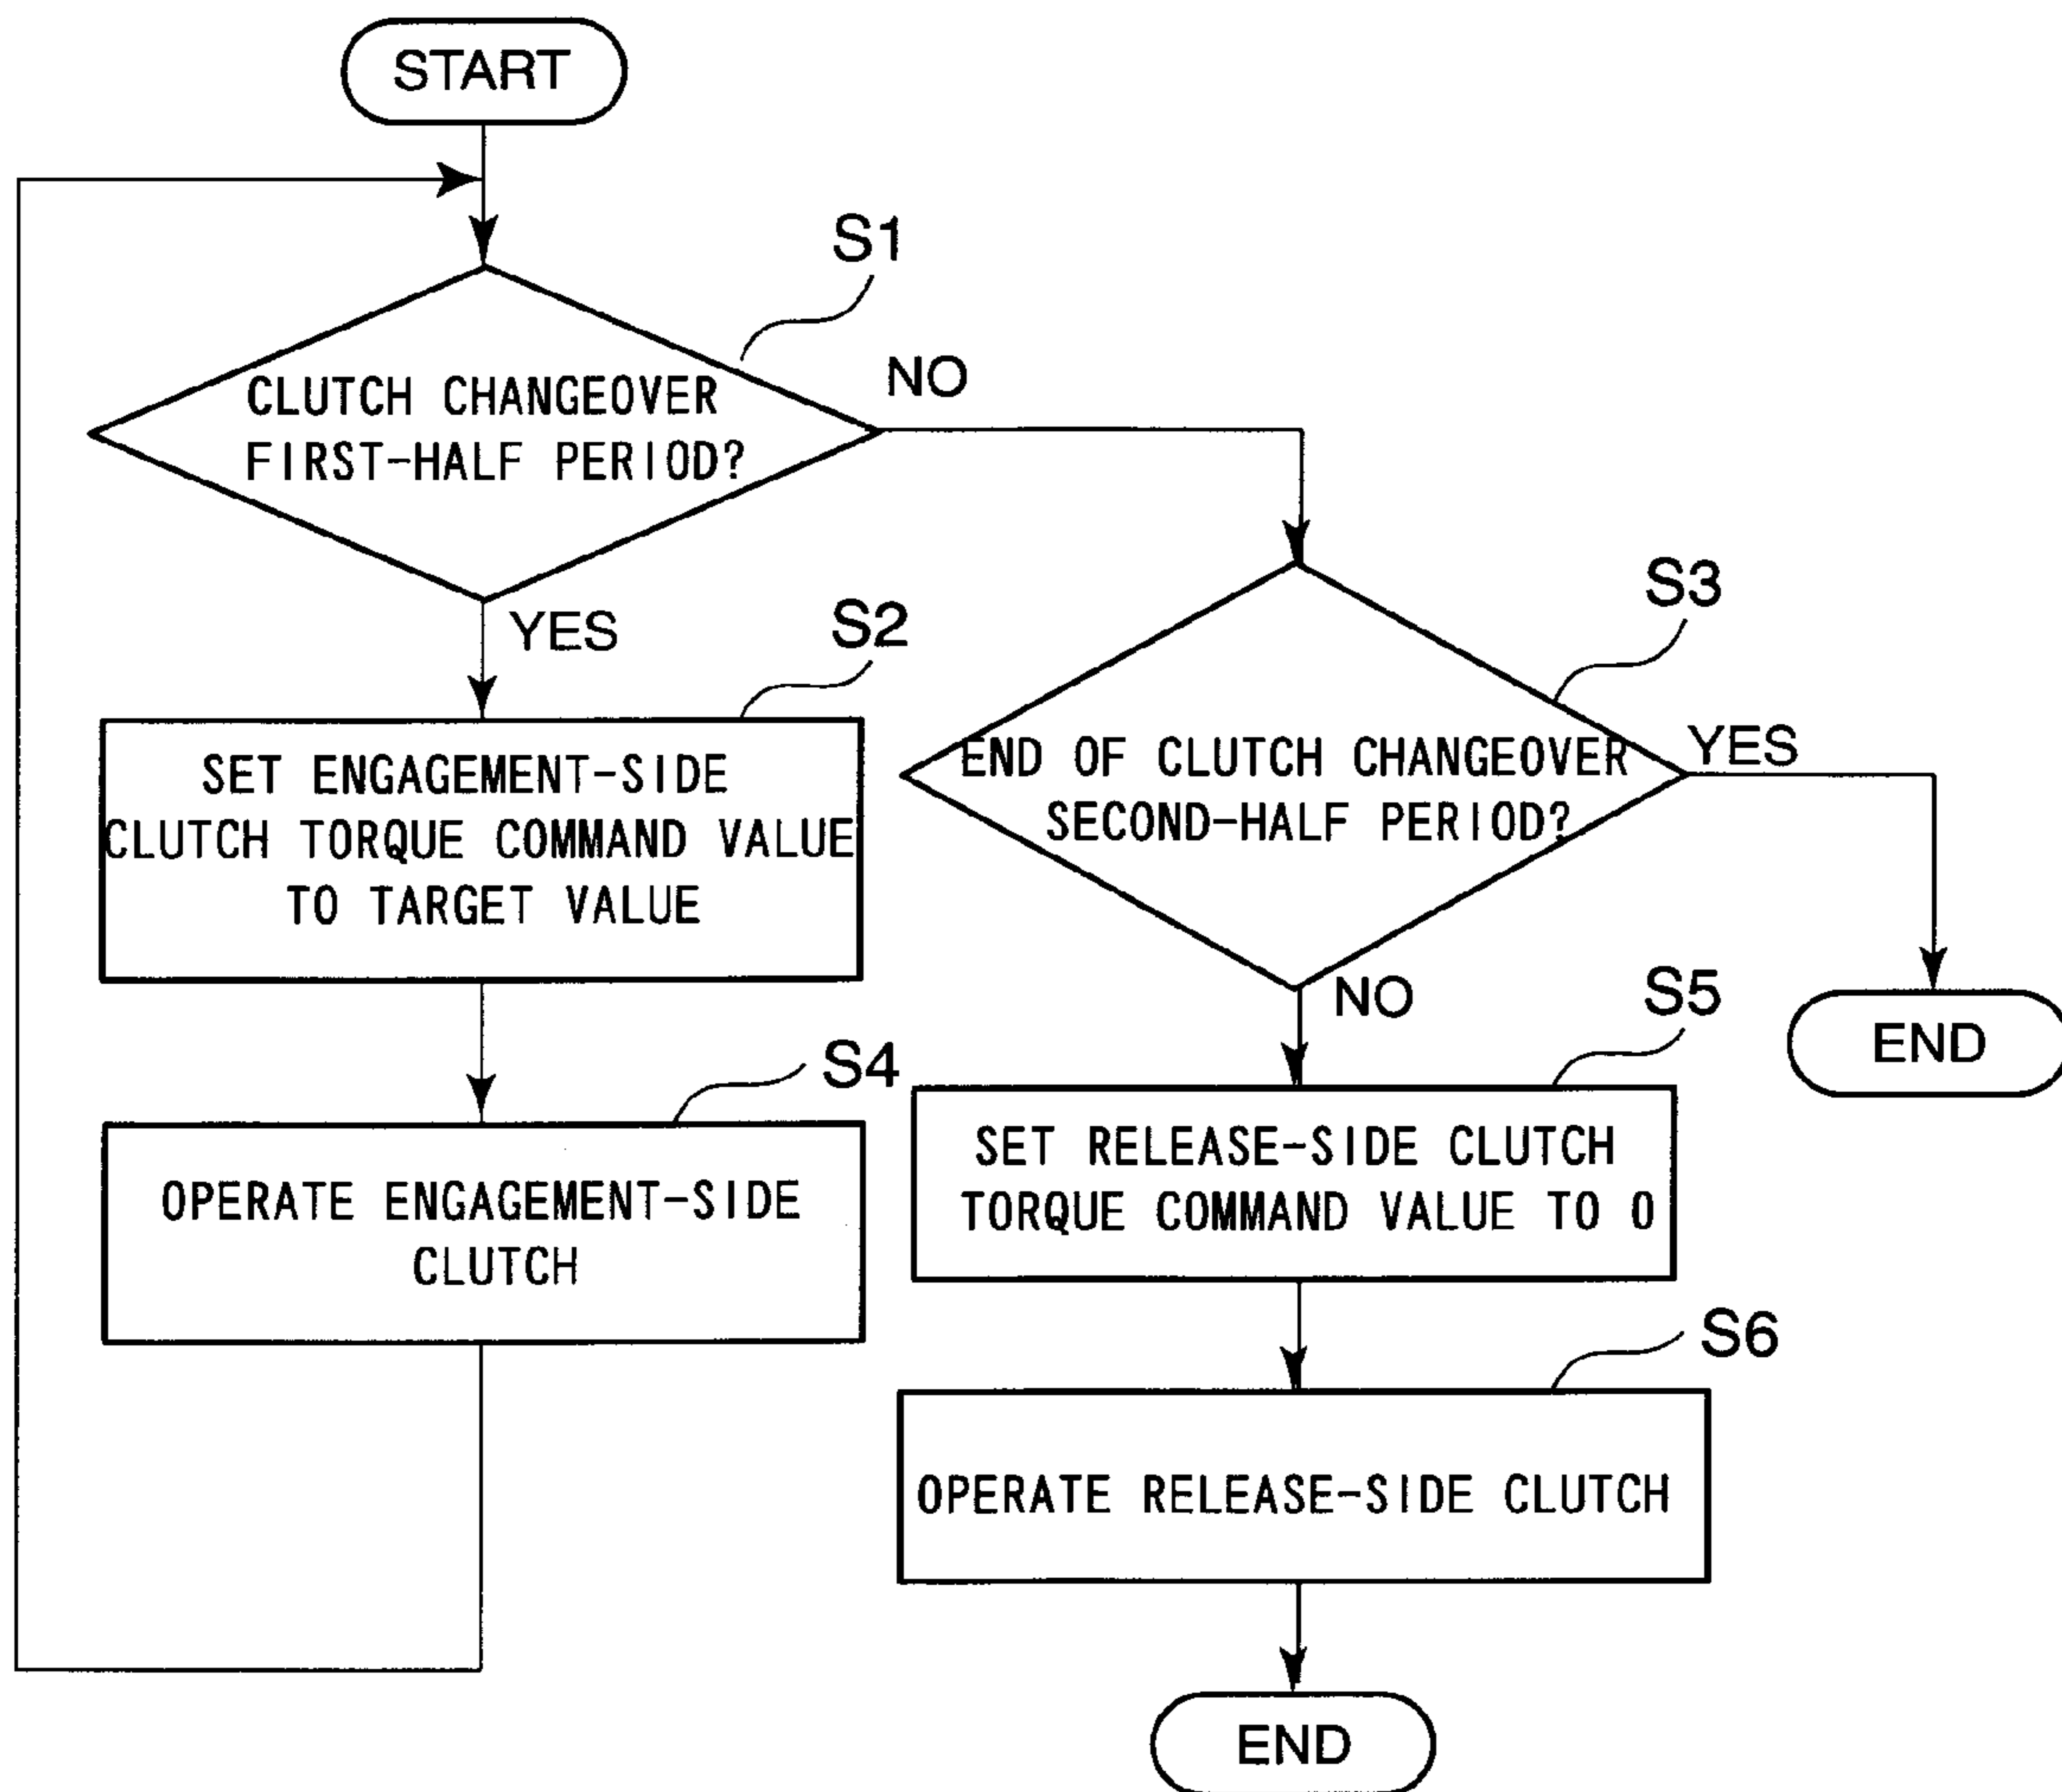 START
S1
CLUTCH CHANGEOVER
FIRST-HALF PERIOD?
NO
YES
S2
SET ENGAGEMENT-SIDE
CLUTCH TORQUE COMMAND VALUE
TO TARGET VALUE
S4
OPERATE ENGAGEMENT-SIDE
CLUTCH
S3
END OF CLUTCH CHANGEOVER
SECOND-HALF PERIOD?
YES
END
NO
S5
SET RELEASE-SIDE CLUTCH
TORQUE COMMAND VALUE TO 0
S6
OPERATE RELEASE-SIDE CLUTCH
END